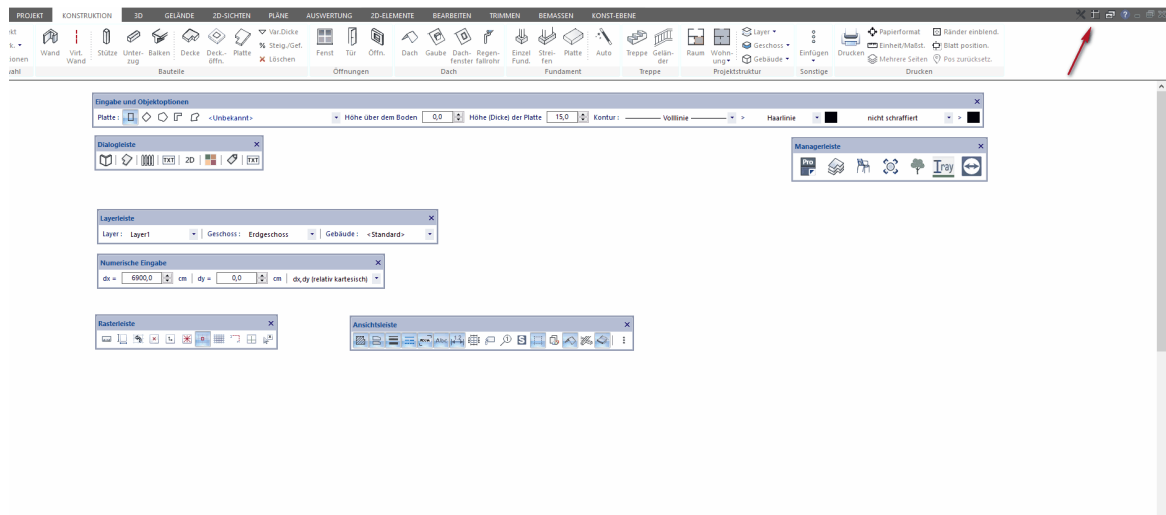 PROJEKT KONSTRUKTION 3D GELÄNDE 2D-SICHTEN PLÄNE AUSWERTUNG 2D-ELEMENTE BEARBEITEN TRIMMEN BEMASSEN KONST-EBENE
Wand Virt. Wand Stütze Unter-zug Balken Decke Deck.-öffn. Platte Var.Dicke
% Steig./Gef.
Löschen
Fenst Tür Öffn. Dach Gaube Dach-fenster Regen-fallrohr Einzel Fund. Strei-fen Platte Auto Treppe Gelän-der Raum Wohn-ung Layer
Geschoss
Gebäude
Einfügen Drucken Papierformat Ränder einblend.
Einheit/Maßst. Blatt position.
Mehrere Seiten Pos zurücksetz.
Bauteile Öffnungen Dach Fundament Treppe Projektstruktur Sonstige Drucken
Eingabe und Objektoptionen
Platte : <Unbekannt> Höhe über dem Boden 0,0 Höhe (Dicke) der Platte 15,0 Kontur : Volllinie > Haarlinie nicht schraffiert >
Dialogleiste
TXT 2D TXT
Managerleiste
Pro Iray
Layerleiste
Layer : Layer1 Geschoss : Erdgeschoss Gebäude : <Standard>
Numerische Eingabe
dx = 6900,0 cm dy = 0,0 cm dx,dy (relativ kartesisch)
Rasterleiste
Ansichtsleiste
Abc 1.2 S